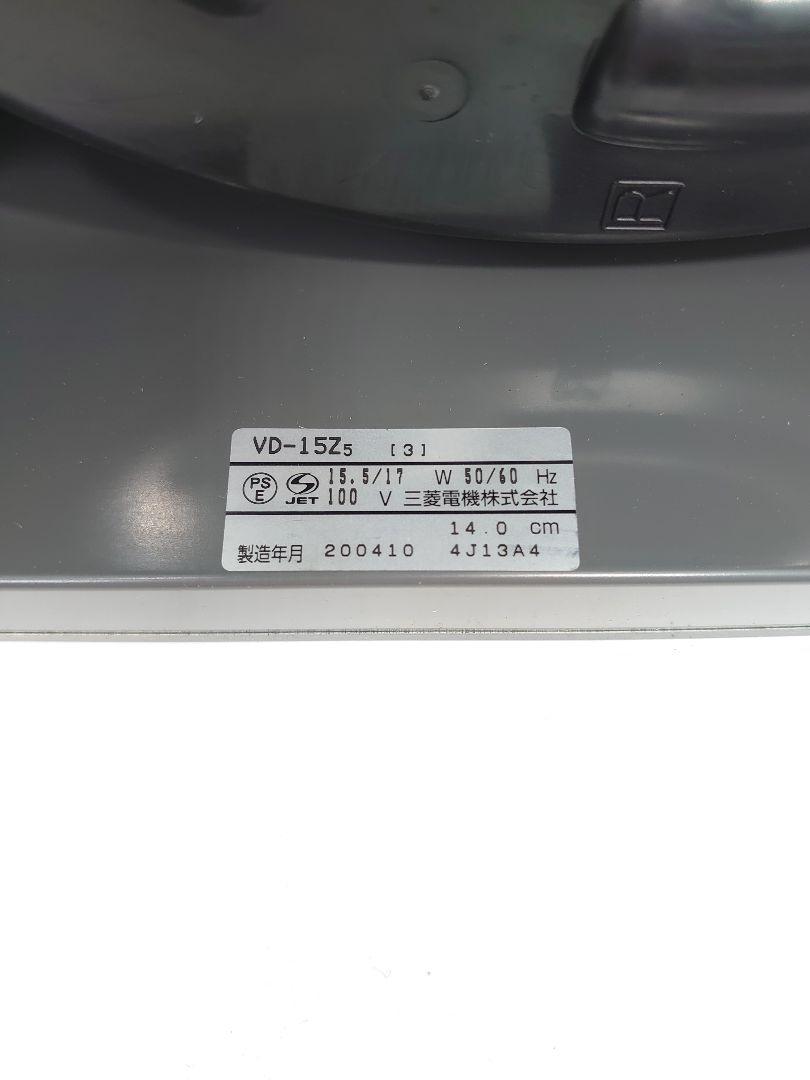 R
VD-15Z5 [3]
PS E JET 15.5/17 W 50/60 Hz
100 V 三菱電機株式会社
14.0 cm
製造年月 200410 4J13A4